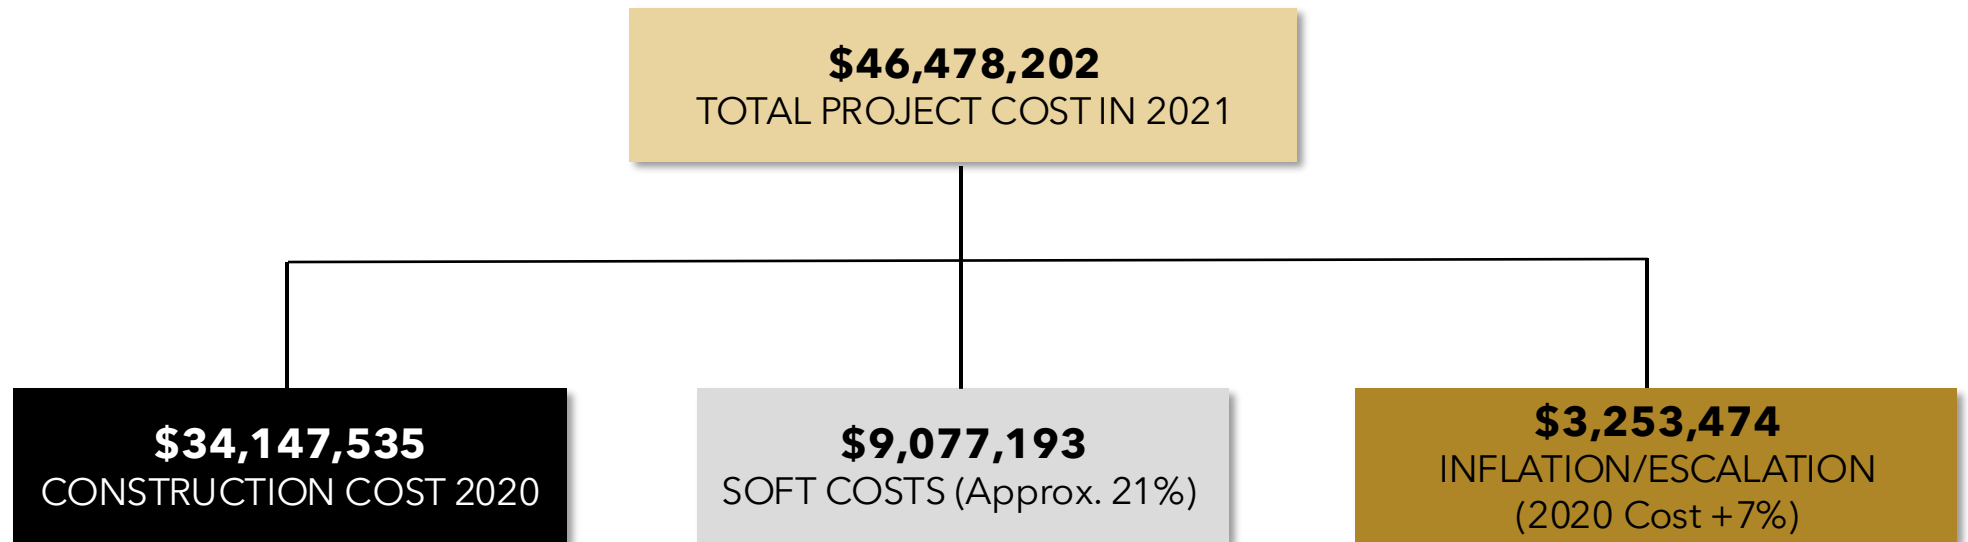 $46,478,202
TOTAL PROJECT COST IN 2021
$34,147,535
CONSTRUCTION COST 2020
$9,077,193
SOFT COSTS (Approx. 21%)
$3,253,474
INFLATION/ESCALATION
(2020 Cost +7%)